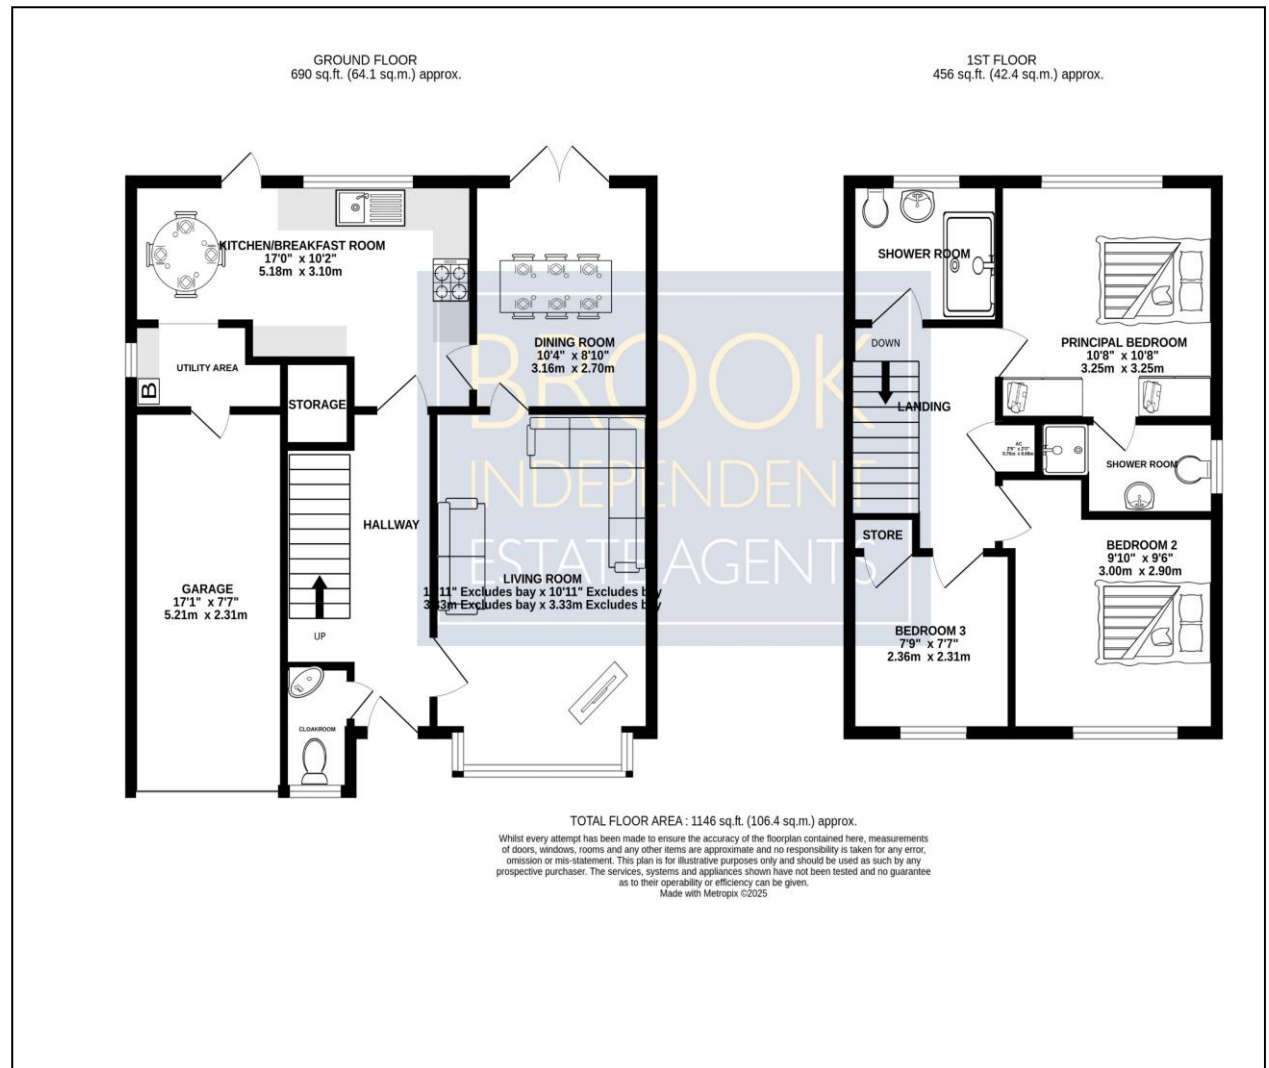 GROUND FLOOR
690 sq.ft. (64.1 sq.m.) approx.
1ST FLOOR
456 sq.ft. (42.4 sq.m.) approx.
KITCHEN/BREAKFAST ROOM
17'0" x 10'2"
5.18m x 3.10m
DINING ROOM
10'4" x 8'10"
3.16m x 2.70m
UTILITY AREA
B
STORAGE
HALLWAY
GARAGE
17'1" x 7'7"
5.21m x 2.31m
UP
CLOAKROOM
LIVING ROOM
Excludes bay x 10'11" Excludes bay
Excludes bay x 3.33m Excludes bay
SHOWER ROOM
DOWN
LANDING
PRINCIPAL BEDROOM
10'8" x 10'8"
3.25m x 3.25m
AC
SHOWER ROOM
STORE
BEDROOM 2
9'10" x 9'6"
3.00m x 2.90m
BEDROOM 3
7'9" x 7'7"
2.36m x 2.31m
BROOK
INDEPENDENT
ESTATE AGENTS
TOTAL FLOOR AREA : 1146 sq.ft. (106.4 sq.m.) approx.
Whilst every attempt has been made to ensure the accuracy of the floorplan contained here, measurements
of doors, windows, rooms and any other items are approximate and no responsibility is taken for any error,
omission or mis-statement. This plan is for illustrative purposes only and should be used as such by any
prospective purchaser. The services, systems and appliances shown have not been tested and no guarantee
as to their operability or efficiency can be given.
Made with Metropix ©2025